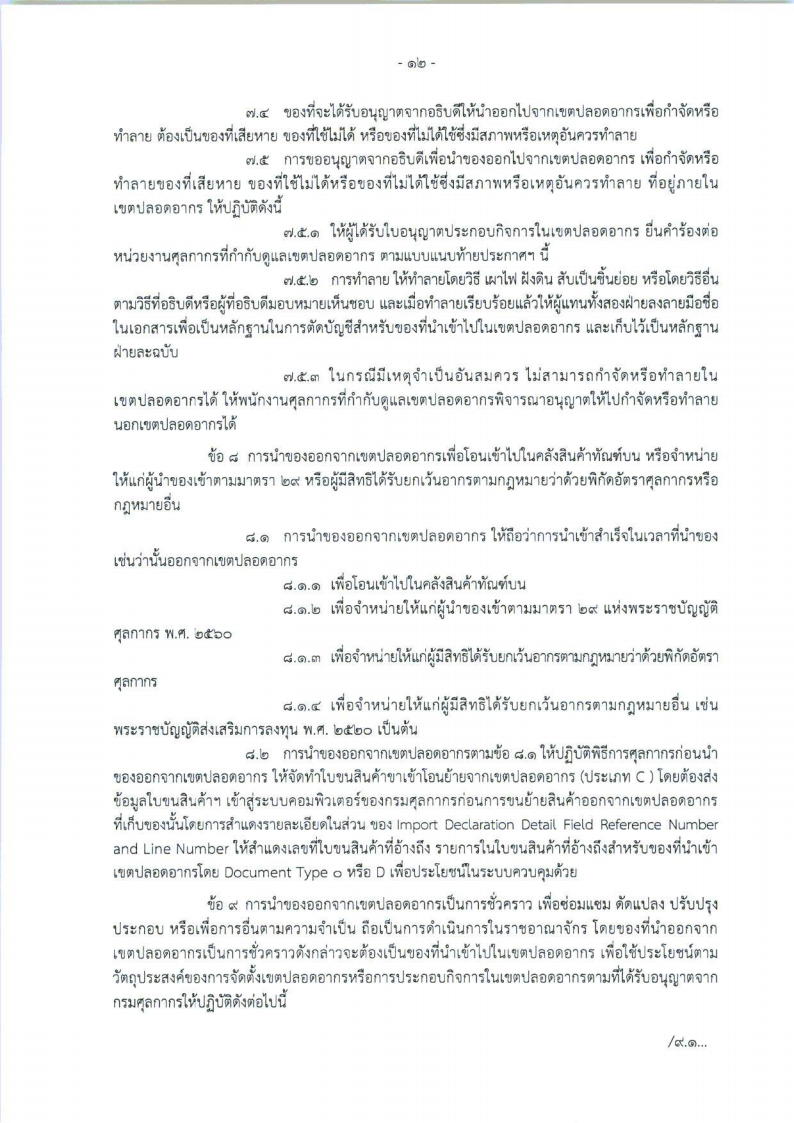 - ๑๒ -
๗.๔ ของที่จะได้รับอนุญาตจากอธิบดีให้นำออกไปจากเขตปลอดอากรเพื่อกำจัดหรือ
ทำลาย ต้องเป็นของที่เสียหาย ของที่ใช้ไม่ได้ หรือของที่ไม่ได้ใช้ซึ่งมีสภาพหรือเหตุอันควรทำลาย
๗.๕ การขออนุญาตจากอธิบดีเพื่อนำของออกไปจากเขตปลอดอากร เพื่อกำจัดหรือ
ทำลายของที่เสียหาย ของที่ใช้ไม่ได้หรือของที่ไม่ได้ใช้ซึ่งมีสภาพหรือเหตุอันควรทำลาย ที่อยู่ภายใน
เขตปลอดอากร ให้ปฏิบัติดังนี้
๗.๕.๑ ให้ผู้ได้รับใบอนุญาตประกอบกิจการในเขตปลอดอากร ยื่นคำร้องต่อ
หน่วยงานศุลกากรที่กำกับดูแลเขตปลอดอากร ตามแบบแนบท้ายประกาศฯ นี้
๗.๕.๒ การทำลาย ให้ทำลายโดยวิธี เผาไฟ ฝังดิน สับเป็นชิ้นย่อย หรือโดยวิธีอื่น
ตามวิธีที่อธิบดีหรือผู้ที่อธิบดีมอบหมายเห็นชอบ และเมื่อทำลายเรียบร้อยแล้วให้ผู้แทนทั้งสองฝ่ายลงลายมือชื่อ
ในเอกสารเพื่อเป็นหลักฐานในการตัดบัญชีสำหรับของที่นำเข้าไปในเขตปลอดอากร และเก็บไว้เป็นหลักฐาน
ฝ่ายละฉบับ
๗.๕.๓ ในกรณีมีเหตุจำเป็นอันสมควร ไม่สามารถกำจัดหรือทำลายใน
เขตปลอดอากรได้ ให้พนักงานศุลกากรที่กำกับดูแลเขตปลอดอากรพิจารณาอนุญาตให้ไปกำจัดหรือทำลาย
นอกเขตปลอดอากรได้
ข้อ ๘ การนำของออกจากเขตปลอดอากรเพื่อโอนเข้าไปในคลังสินค้าทัณฑ์บน หรือจำหน่าย
ให้แก่ผู้นำของเข้าตามมาตรา ๒๙ หรือผู้มีสิทธิได้รับยกเว้นอากรตามกฎหมายว่าด้วยพิกัดอัตราศุลกากรหรือ
กฎหมายอื่น
๘.๑ การนำของออกจากเขตปลอดอากร ให้ถือว่าการนำเข้าสำเร็จในเวลาที่นำของ
เช่นว่านั้นออกจากเขตปลอดอากร
๘.๑.๑ เพื่อโอนเข้าไปในคลังสินค้าทัณฑ์บน
๘.๑.๒ เพื่อจำหน่ายให้แก่ผู้นำของเข้าตามมาตรา ๒๙ แห่งพระราชบัญญัติ
ศุลกากร พ.ศ. ๒๕๖๐
๘.๑.๓ เพื่อจำหน่ายให้แก่ผู้มีสิทธิได้รับยกเว้นอากรตามกฎหมายว่าด้วยพิกัดอัตรา
ศุลกากร
๘.๑.๔ เพื่อจำหน่ายให้แก่ผู้มีสิทธิได้รับยกเว้นอากรตามกฎหมายอื่น เช่น
พระราชบัญญัติส่งเสริมการลงทุน พ.ศ. ๒๕๒๐ เป็นต้น
๘.๒ การนำของออกจากเขตปลอดอากรตามข้อ ๘.๑ ให้ปฏิบัติพิธีการศุลกากรก่อนนำ
ของออกจากเขตปลอดอากร ให้จัดทำใบขนสินค้าขาเข้าโอนย้ายจากเขตปลอดอากร (ประเภท C ) โดยต้องส่ง
ข้อมูลใบขนสินค้าฯ เข้าสู่ระบบคอมพิวเตอร์ของกรมศุลกากรก่อนการขนย้ายสินค้าออกจากเขตปลอดอากร
ที่เก็บของนั้นโดยการสำแดงรายละเอียดในส่วน ของ Import Declaration Detail Field Reference Number
and Line Number ให้สำแดงเลขที่ใบขนสินค้าที่อ้างถึง รายการในใบขนสินค้าที่อ้างถึงสำหรับของที่นำเข้า
เขตปลอดอากรโดย Document Type ๐ หรือ D เพื่อประโยชน์ในระบบควบคุมด้วย
ข้อ ๙ การนำของออกจากเขตปลอดอากรเป็นการชั่วคราว เพื่อซ่อมแซม ดัดแปลง ปรับปรุง
ประกอบ หรือเพื่อการอื่นตามความจำเป็น ถือเป็นการดำเนินการในราชอาณาจักร โดยของที่นำออกจาก
เขตปลอดอากรเป็นการชั่วคราวดังกล่าวจะต้องเป็นของที่นำเข้าไปในเขตปลอดอากร เพื่อใช้ประโยชน์ตาม
วัตถุประสงค์ของการจัดตั้งเขตปลอดอากรหรือการประกอบกิจการในเขตปลอดอากรตามที่ได้รับอนุญาตจาก
กรมศุลกากรให้ปฏิบัติดังต่อไปนี้
/๙.๑...